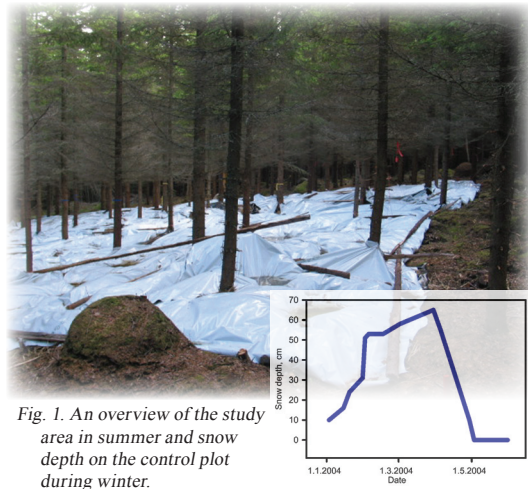 70
60
50
40
30
20
10
0
Snow depth, cm
1.1.2004 1.3.2004 1.5.2004
Date
Fig. 1. An overview of the study
area in summer and snow
depth on the control plot
during winter.